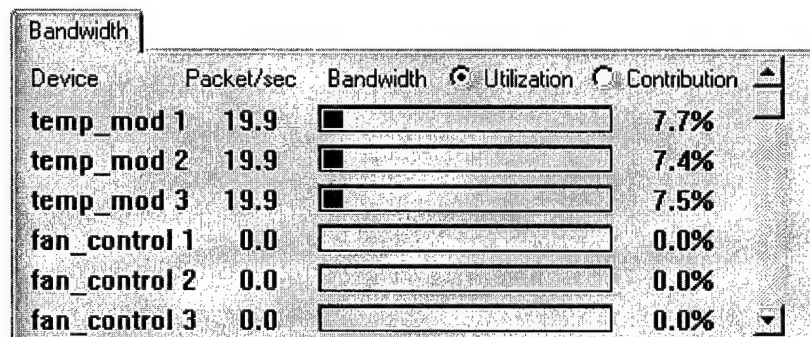 Bandwidth
Device Packet/sec Bandwidth Utilization Contribution
temp_mod 1 19.9 7.7%
temp_mod 2 19.9 7.4%
temp_mod 3 19.9 7.5%
fan_control 1 0.0 0.0%
fan_control 2 0.0 0.0%
fan_control 3 0.0 0.0%